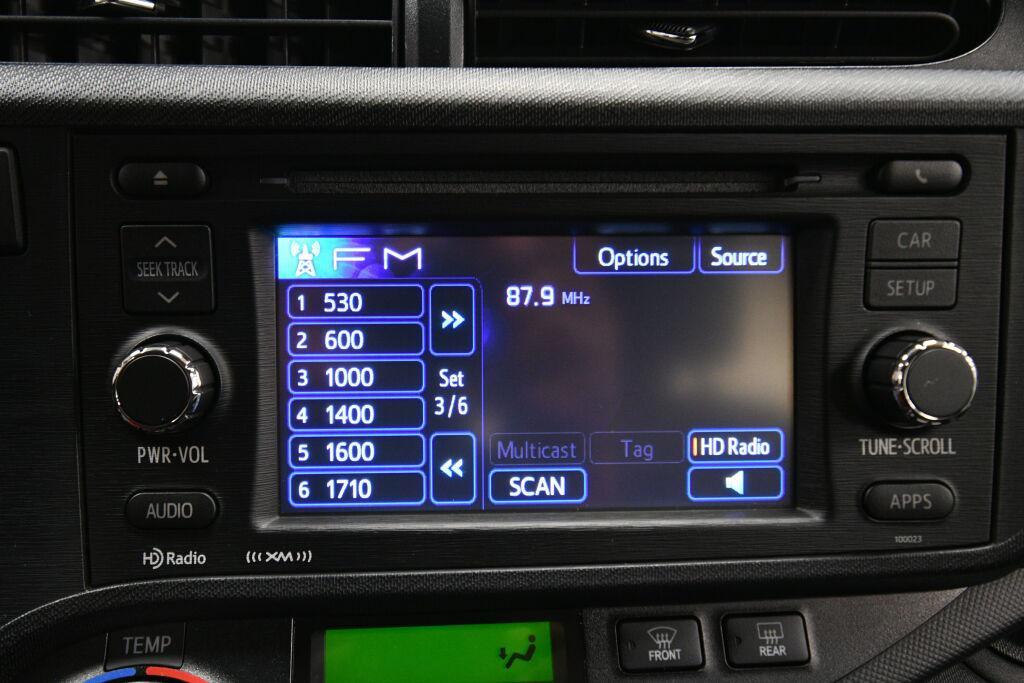 FM
Options
Source
87.9 MHz
1 530
2 600
3 1000
4 1400
5 1600
6 1710
>>
Set
3/6
<<
Multicast
Tag
HD Radio
SCAN
SEEK TRACK
PWR·VOL
AUDIO
HD Radio
(((XM)))
CAR
SETUP
TUNE·SCROLL
APPS
100023
TEMP
FRONT
REAR